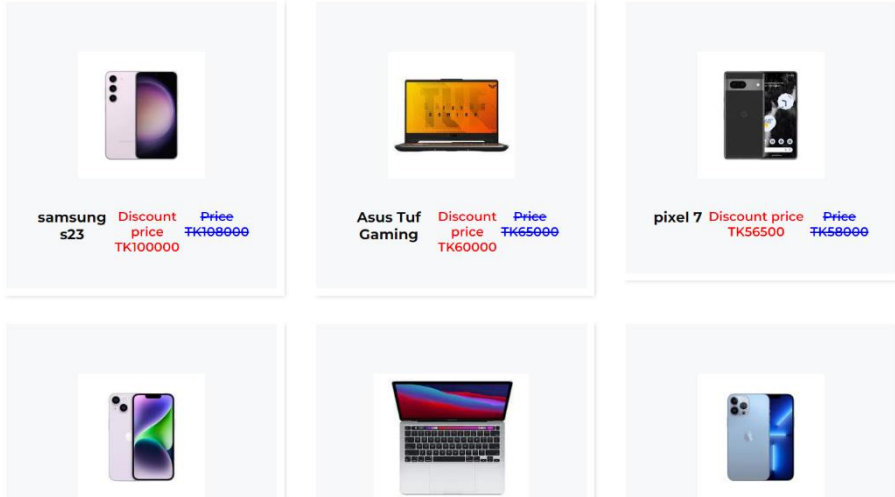 samsung s23
Discount price TK100000
Price TK108000
Asus Tuf Gaming
Discount price TK60000
Price TK65000
pixel 7
Discount price TK56500
Price TK58000